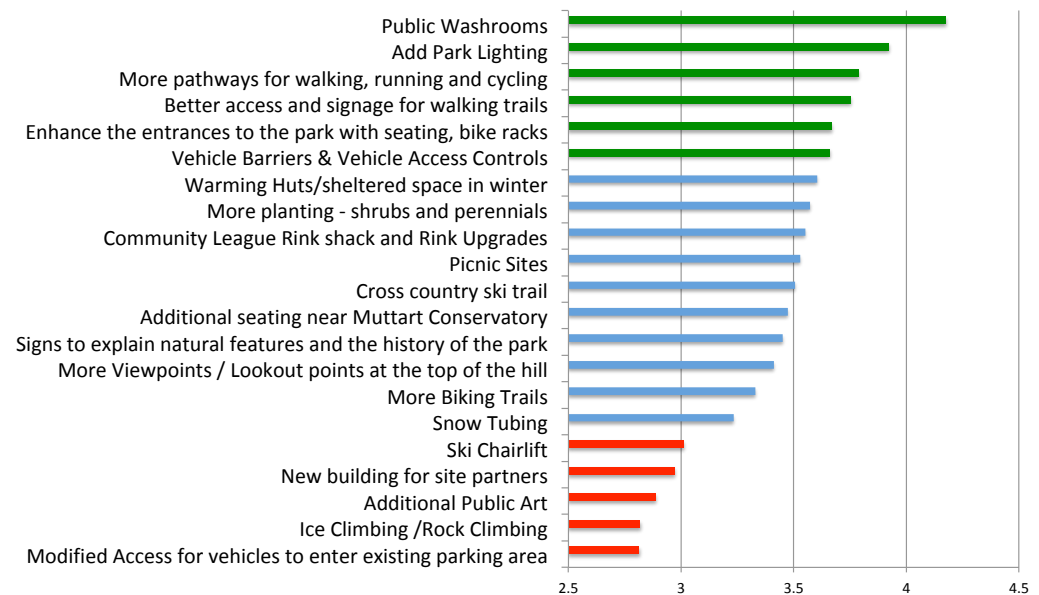 Public Washrooms
Add Park Lighting
More pathways for walking, running and cycling
Better access and signage for walking trails
Enhance the entrances to the park with seating, bike racks
Vehicle Barriers & Vehicle Access Controls
Warming Huts/sheltered space in winter
More planting - shrubs and perennials
Community League Rink shack and Rink Upgrades
Picnic Sites
Cross country ski trail
Additional seating near Muttart Conservatory
Signs to explain natural features and the history of the park
More Viewpoints / Lookout points at the top of the hill
More Biking Trails
Snow Tubing
Ski Chairlift
New building for site partners
Additional Public Art
Ice Climbing /Rock Climbing
Modified Access for vehicles to enter existing parking area
2.5 3 3.5 4 4.5